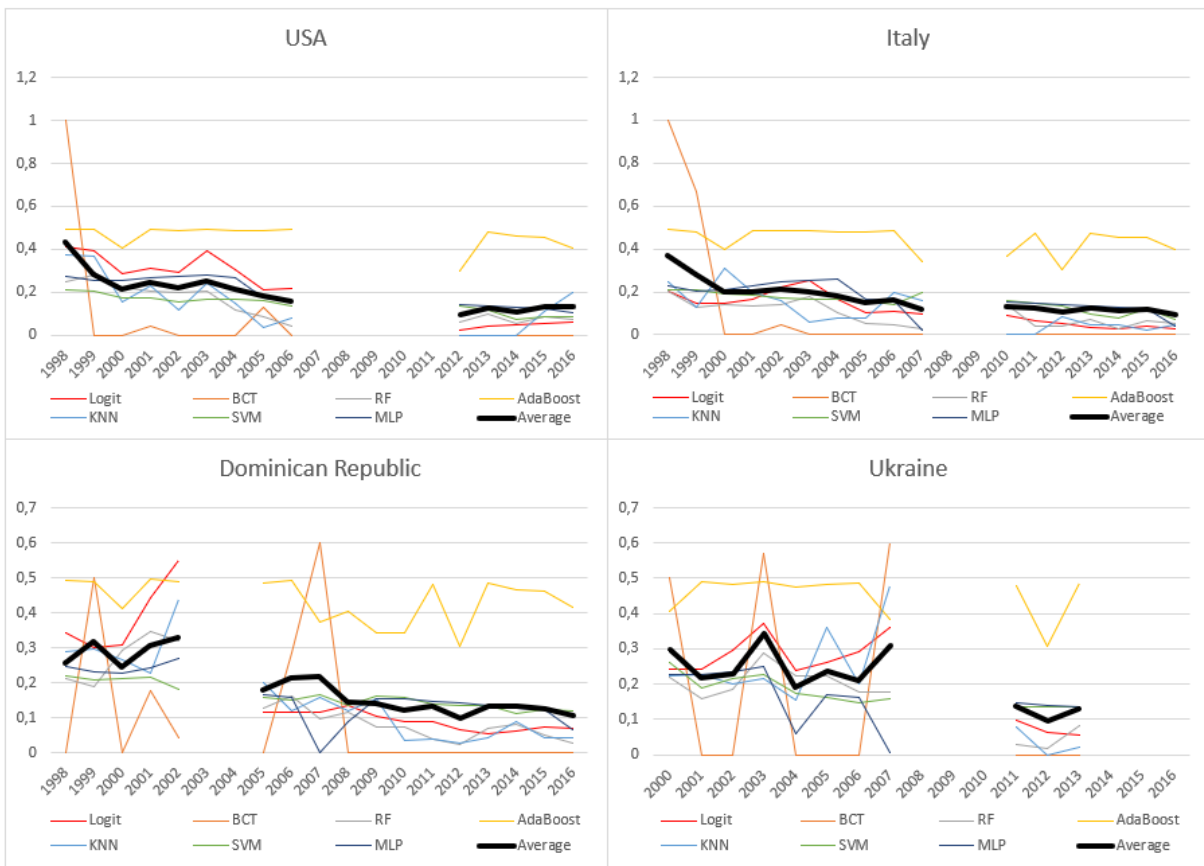 USA
1,2
1
0,8
0,6
0,4
0,2
0
1998 1999 2000 2001 2002 2003 2004 2005 2006 2007 2008 2009 2010 2011 2012 2013 2014 2015 2016
Logit BCT RF AdaBoost
KNN SVM MLP Average
Italy
1,2
1
0,8
0,6
0,4
0,2
0
1998 1999 2000 2001 2002 2003 2004 2005 2006 2007 2008 2009 2010 2011 2012 2013 2014 2015 2016
Logit BCT RF AdaBoost
KNN SVM MLP Average
Dominican Republic
0,7
0,6
0,5
0,4
0,3
0,2
0,1
0
1998 1999 2000 2001 2002 2003 2004 2005 2006 2007 2008 2009 2010 2011 2012 2013 2014 2015 2016
Logit BCT RF AdaBoost
KNN SVM MLP Average
Ukraine
0,7
0,6
0,5
0,4
0,3
0,2
0,1
0
2000 2001 2002 2003 2004 2005 2006 2007 2008 2009 2010 2011 2012 2013 2014 2015 2016
Logit BCT RF AdaBoost
KNN SVM MLP Average